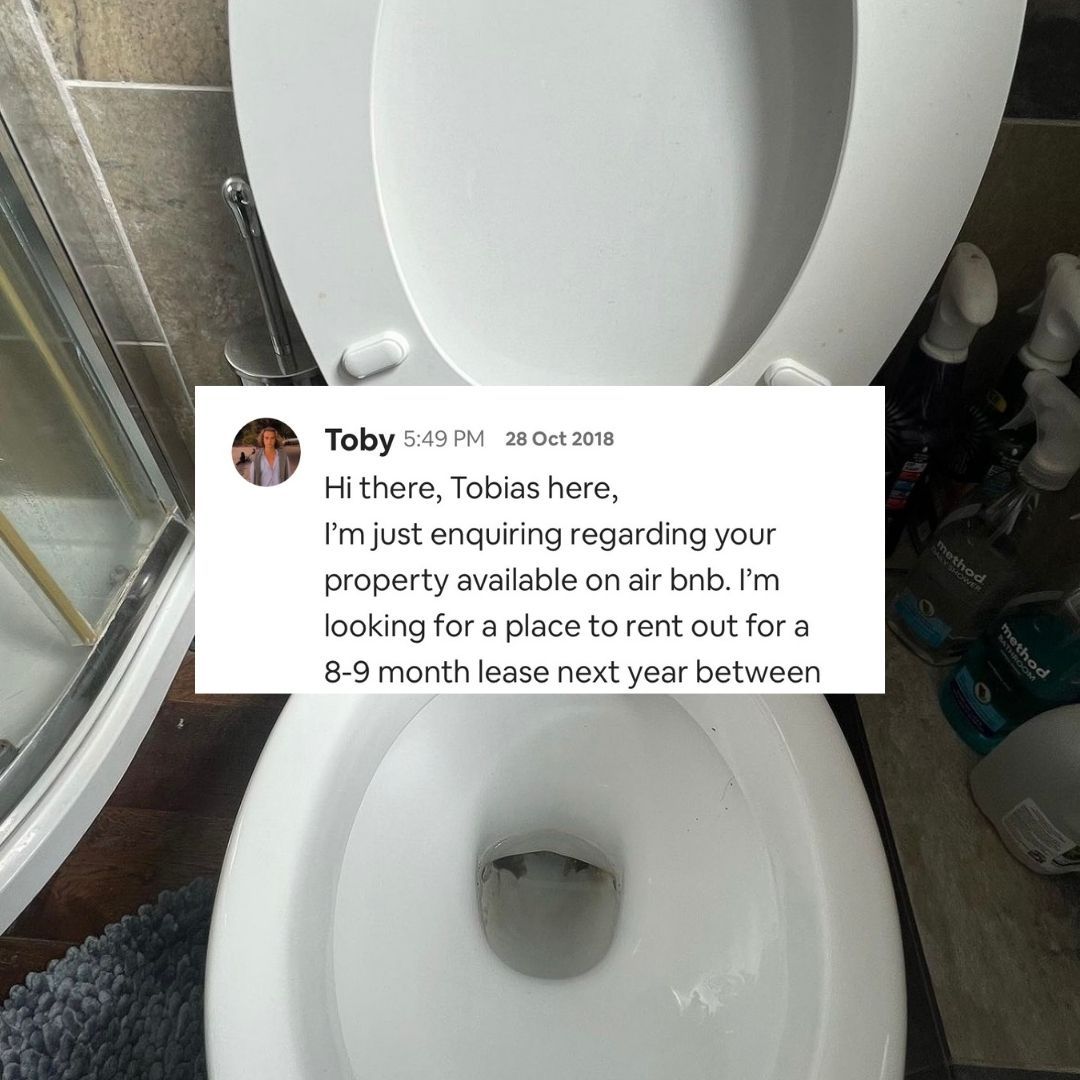 Toby 5:49 PM 28 Oct 2018
Hi there, Tobias here,
I’m just enquiring regarding your
property available on air bnb. I’m
looking for a place to rent out for a
8-9 month lease next year between
method
DAILY SHOWER
method
BATHROOM